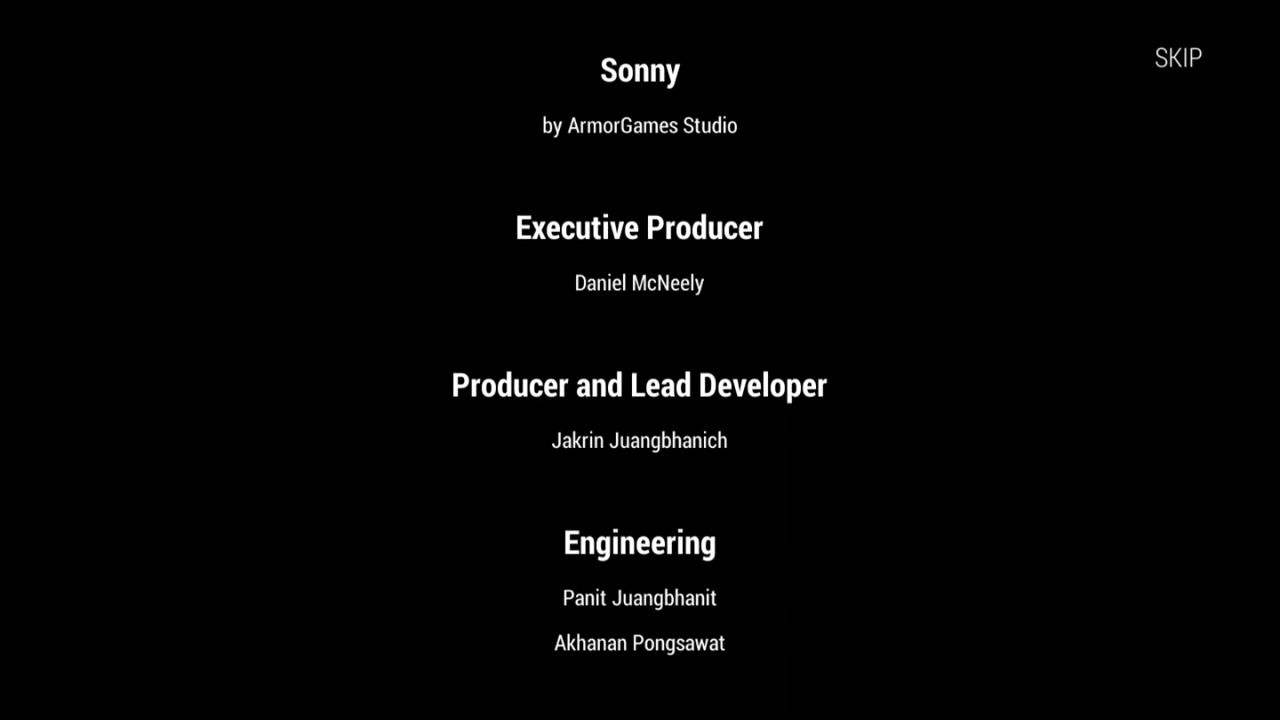 SKIP
Sonny
by ArmorGames Studio
Executive Producer
Daniel McNeely
Producer and Lead Developer
Jakrin Juangbhanich
Engineering
Panit Juangbhanit
Akhanan Pongsawat